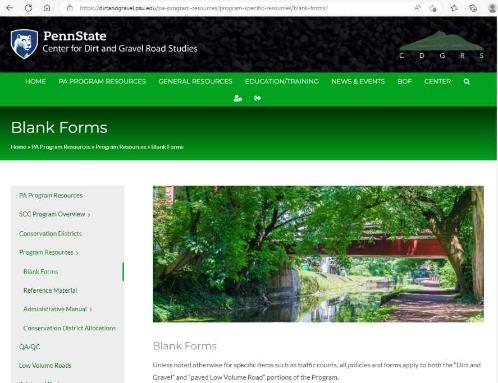 https://dirtandgravel.psu.edu/pa-program-resources/program-specific-resources/blank-forms/
PennState
Center for Dirt and Gravel Road Studies
C D G R S
HOME PA PROGRAM RESOURCES GENERAL RESOURCES EDUCATION/TRAINING NEWS & EVENTS BOF CENTER
Blank Forms
Home » PA Program Resources » Program Resources » Blank Forms
PA Program Resources
SCC Program Overview ›
Conservation Districts
Program Resources ›
Blank Forms
Reference Material
Administrative Manual ›
Conservation District Allocations
QA/QC
Low Volume Roads
Blank Forms
Unless noted otherwise for specific items such as traffic counts, all policies and forms apply to both the "Dirt and
Gravel" and "paved Low Volume Road" portions of the Program.